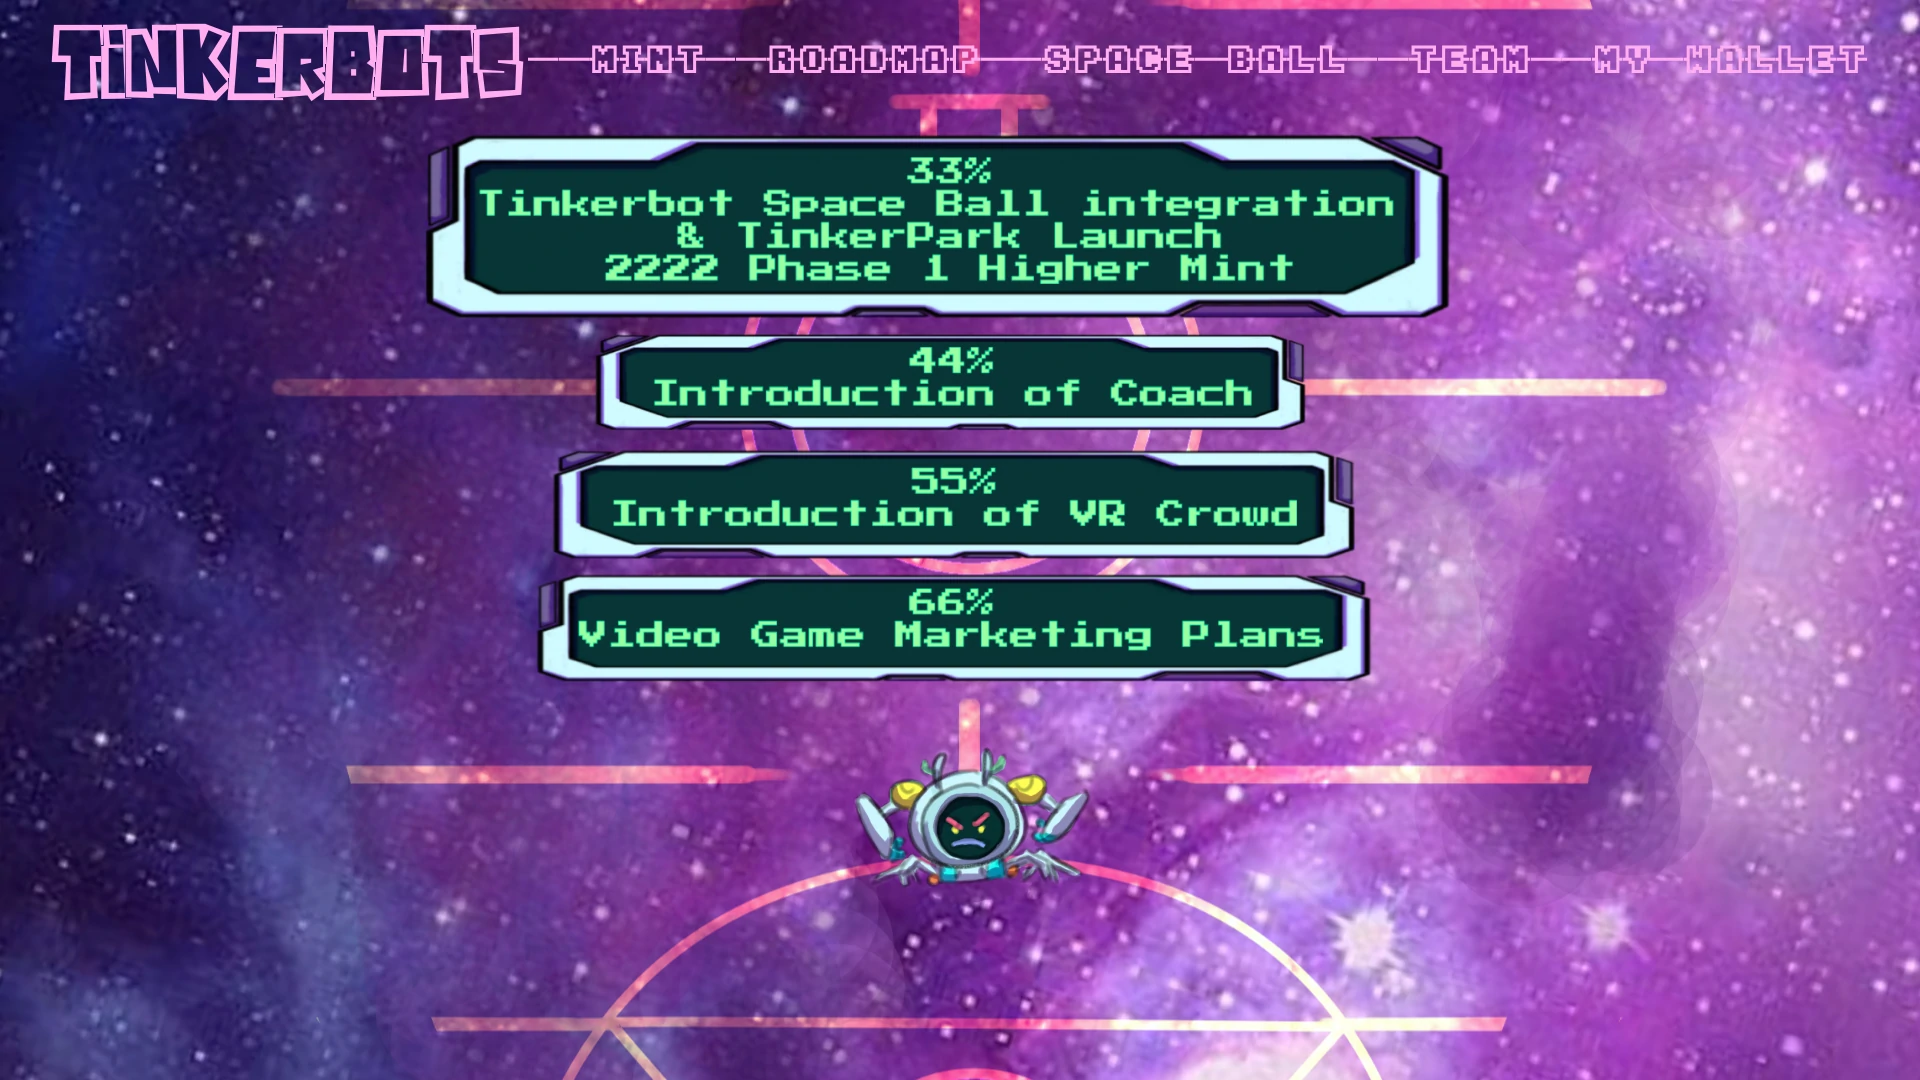 TiNKERBOTS
MINT ROADMAP SPACE BALL TEAM MY WALLET
33%
Tinkerbot Space Ball integration
& TinkerPark Launch
2222 Phase 1 Higher Mint
44%
Introduction of Coach
55%
Introduction of VR Crowd
66%
Video Game Marketing Plans